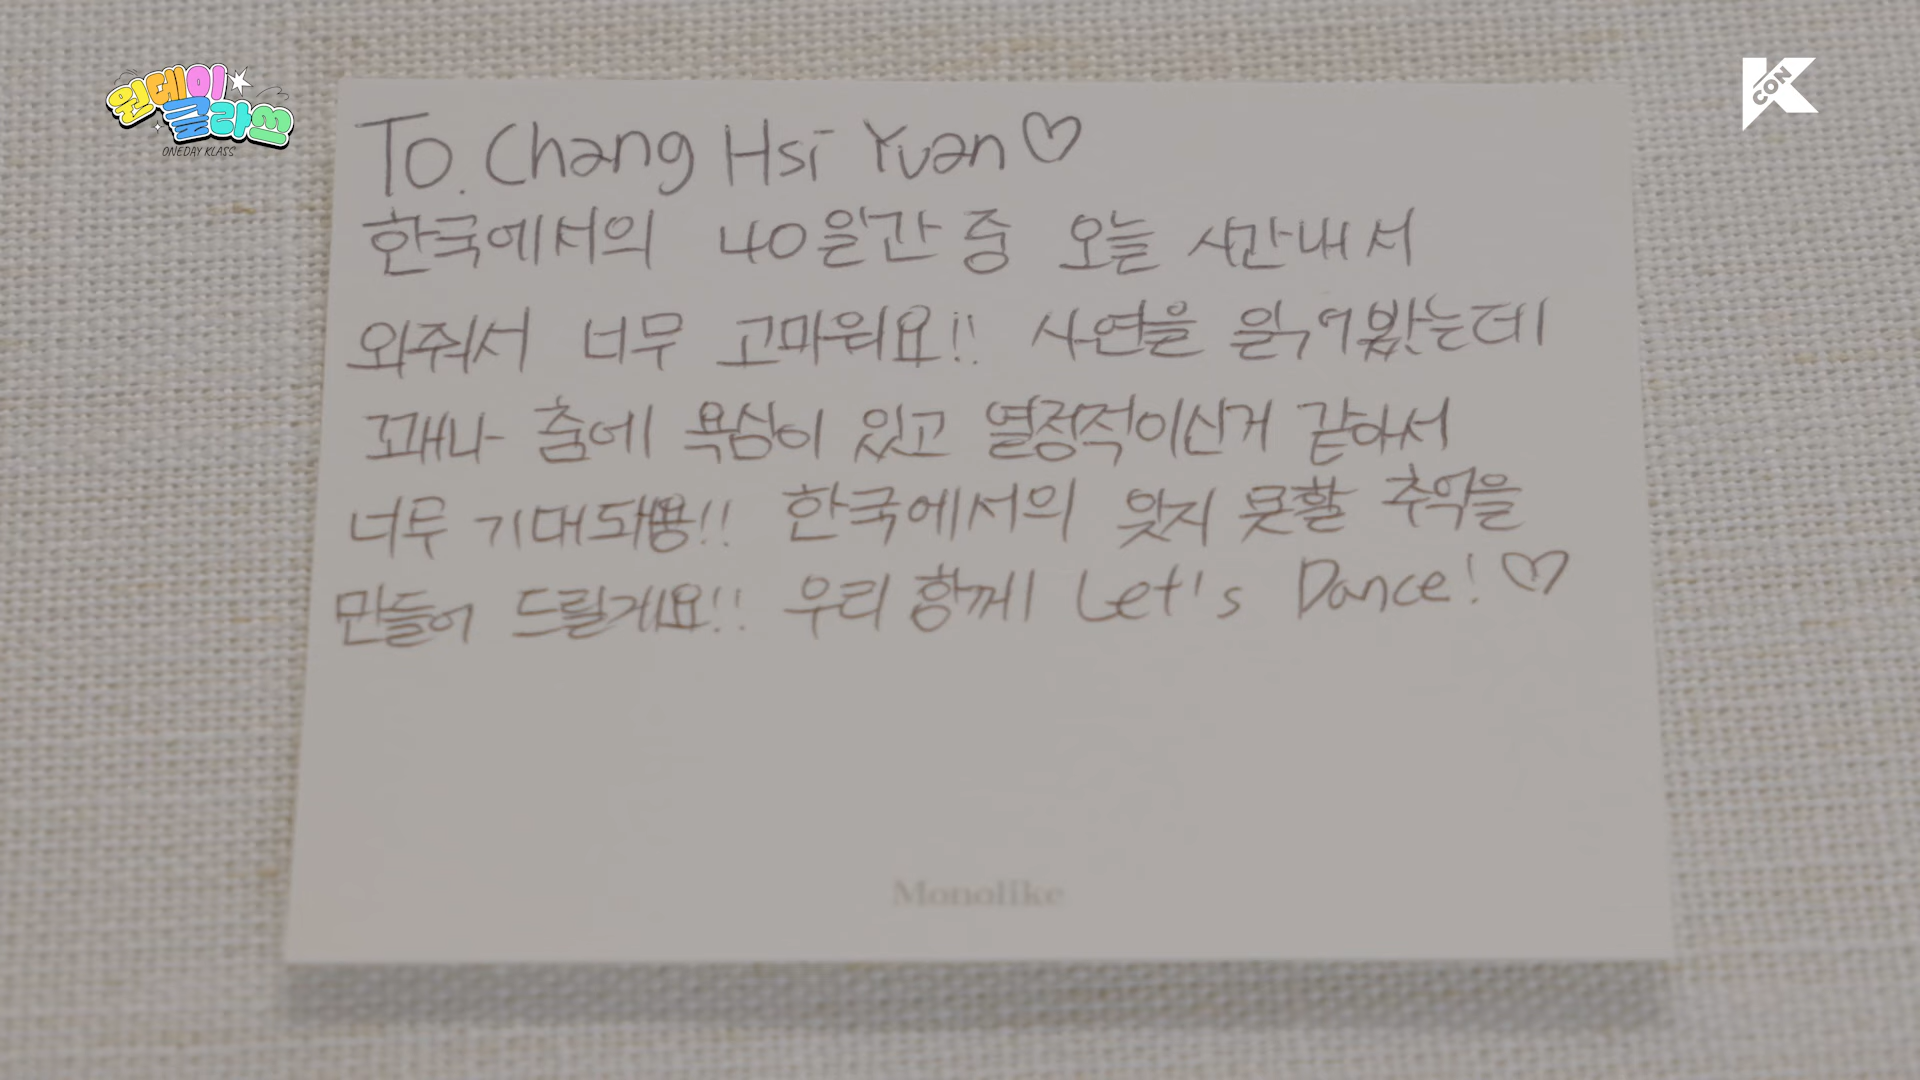 원데이
클라쓰
ONEDAY KLASS
KCON
To. Chang Hsi Yuan♡
한국에서의 40일간 중 오늘 시간내서
와줘서 너무 고마워요!! 사연을 읽어봤는데
꽤나 춤에 욕심이 있고 열정적이신거 같아서
너무 기대돼용!! 한국에서의 잊지 못할 추억을
만들어 드릴게요!! 우리 함께 Let's Dance!♡
Monolike